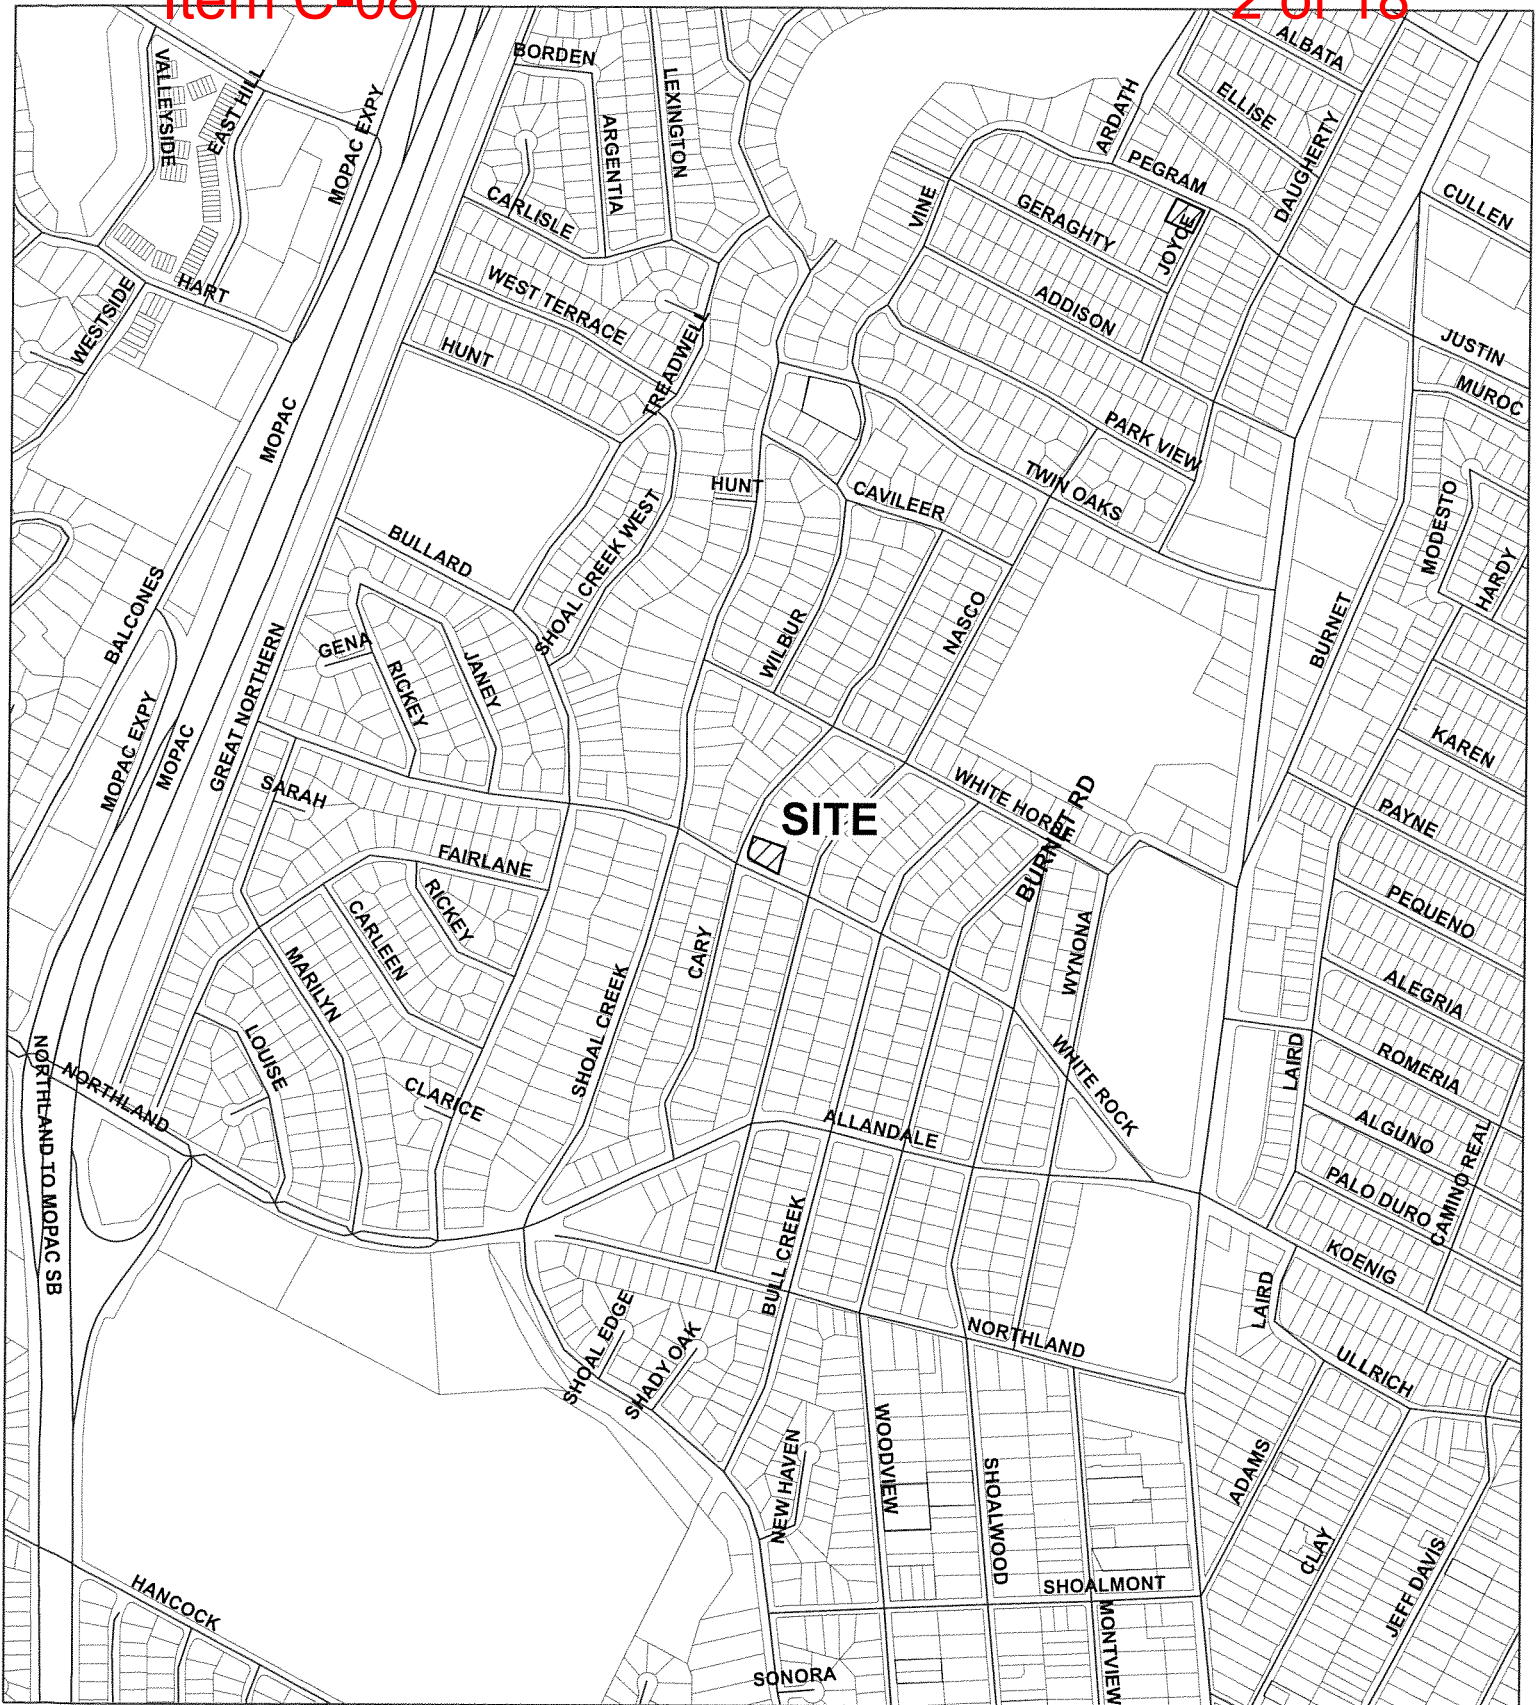 Item C-08
2 of 18
BORDEN
ALBATA
VALLEYSIDE
EAST HILL
MOPAC EXPY
LEXINGTON
ARGENTIA
ARDATH
ELLISE
DAUGHERTY
PEGRAM
CULLEN
CARLISLE
VINE
GERAGHTY
JOYCE
HART
WESTSIDE
WEST TERRACE
ADDISON
HUNT
TREADWELL
JUSTIN
MUROC
MOPAC
PARK VIEW
TWIN OAKS
HUNT
CAVILEER
SHOAL CREEK WEST
MODESTO
BULLARD
HARDY
BALCONES
NASCO
BURNET
WILBUR
GENA
GREAT NORTHERN
RICKEY
JANEY
MOPAC EXPY
MOPAC
KAREN
SARAH
WHITE HORSE
BURNET RD
SITE
PAYNE
FAIRLANE
RICKEY
CARLEEN
PEQUENO
MARILYN
CARY
WYNONA
SHOAL CREEK
ALEGRIA
LOUISE
NORTHLAND
NORTHLAND TO MOPAC SB
WHITE ROCK
LAIRD
ROMERIA
CLARICE
ALLANDALE
ALGUNO
CAMINO REAL
PALO DURO
BULL CREEK
KOENIG
LAIRD
SHOAL EDGE
SHADY OAK
NORTHLAND
ULLRICH
NEW HAVEN
WOODVIEW
SHOALWOOD
ADAMS
CLAY
JEFF DAVIS
HANCOCK
SHOALMONT
MONTVIEW
SONORA